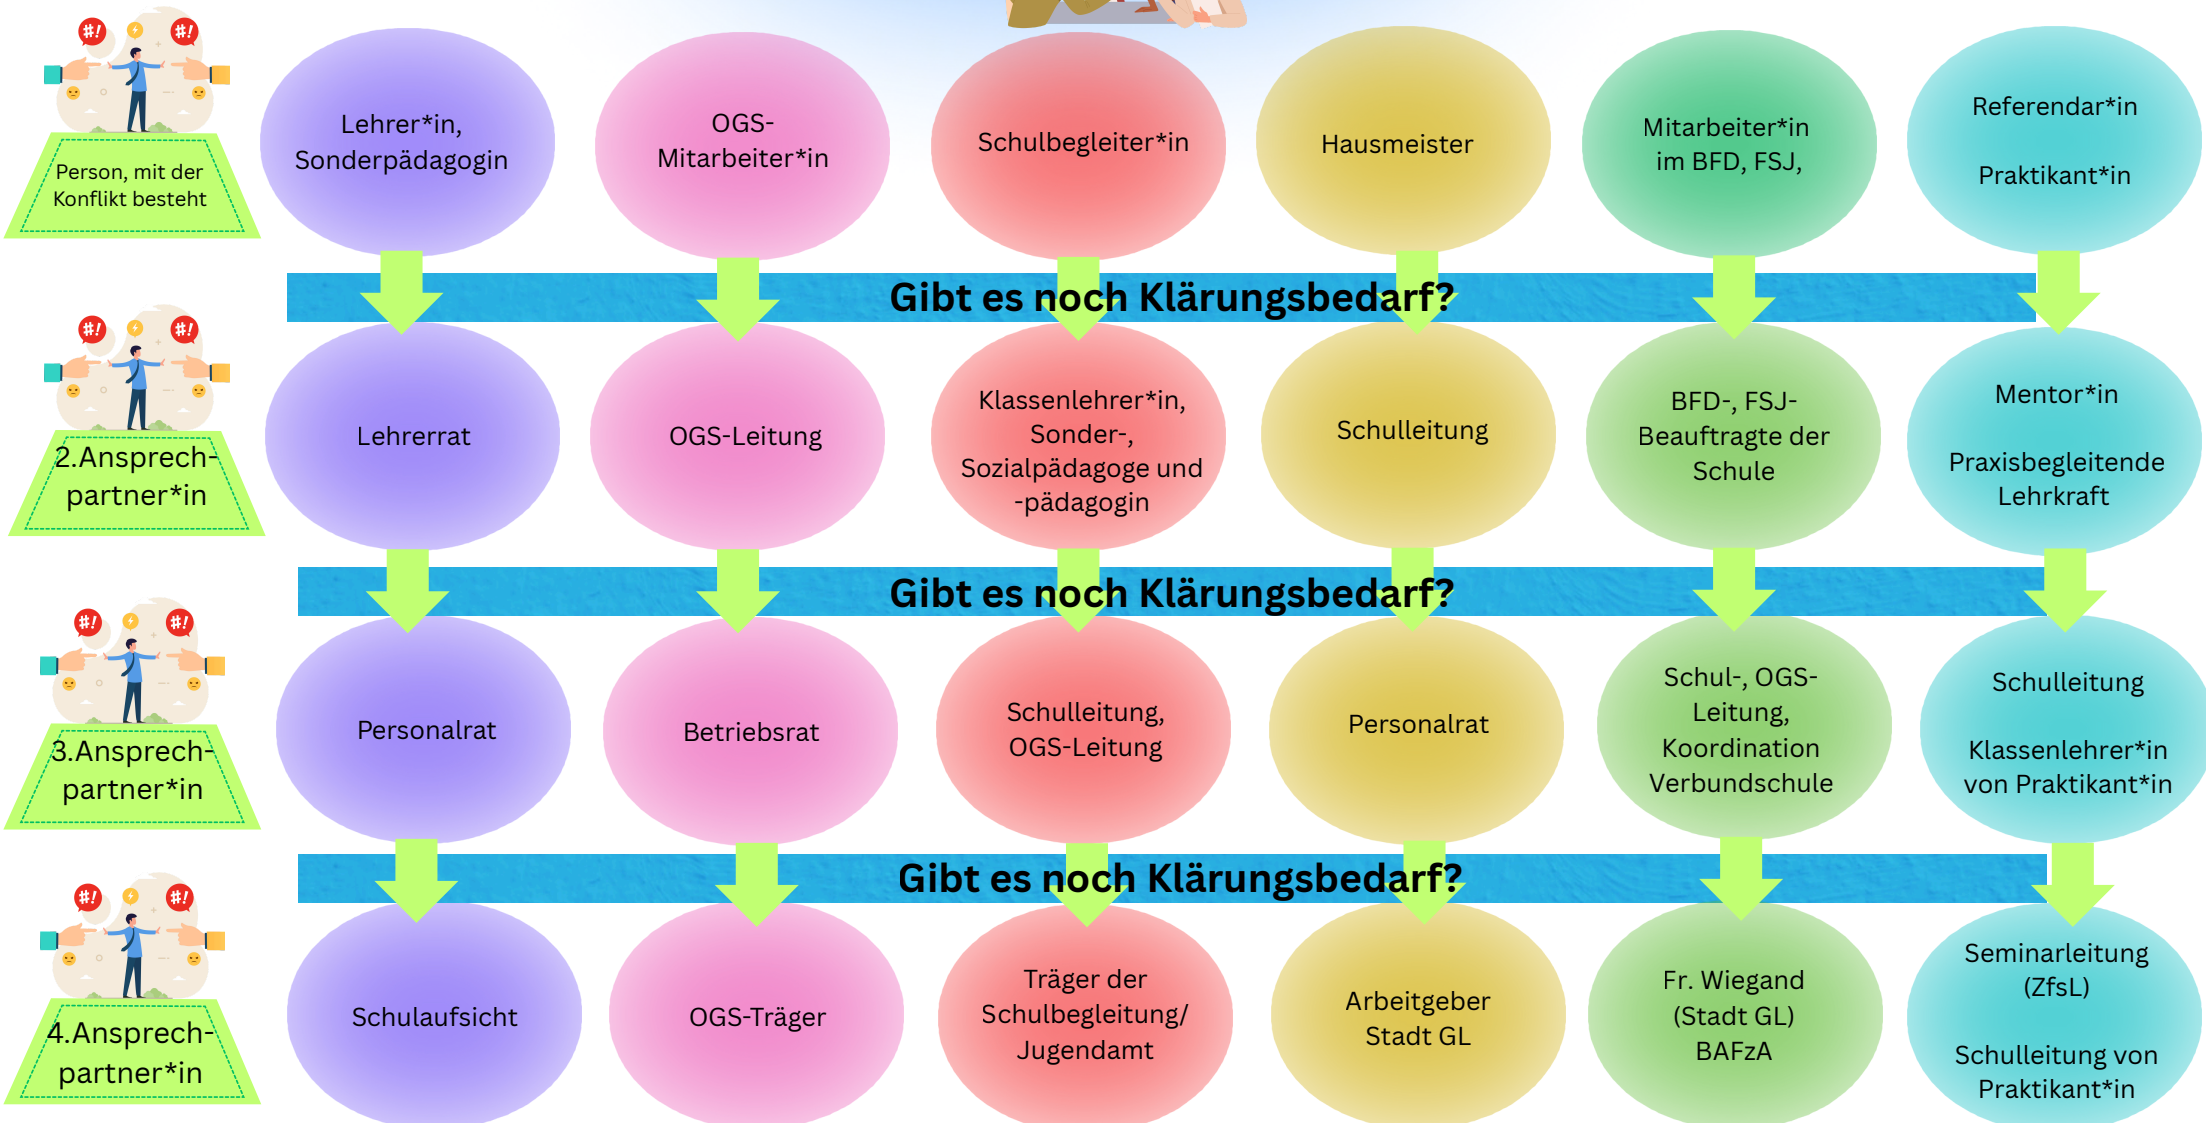 #!
#!
Person, mit der
Konflikt besteht
Lehrer*in,
Sonderpädagogin
OGS-
Mitarbeiter*in
Schulbegleiter*in
Hausmeister
Mitarbeiter*in
im BFD, FSJ,
Referendar*in
Praktikant*in
Gibt es noch Klärungsbedarf?
#!
#!
2.Ansprech-
partner*in
Lehrerrat
OGS-Leitung
Klassenlehrer*in,
Sonder-,
Sozialpädagoge und
-pädagogin
Schulleitung
BFD-, FSJ-
Beauftragte der
Schule
Mentor*in
Praxisbegleitende
Lehrkraft
Gibt es noch Klärungsbedarf?
#!
#!
3.Ansprech-
partner*in
Personalrat
Betriebsrat
Schulleitung,
OGS-Leitung
Personalrat
Schul-, OGS-
Leitung,
Koordination
Verbundschule
Schulleitung
Klassenlehrer*in
von Praktikant*in
Gibt es noch Klärungsbedarf?
#!
#!
4.Ansprech-
partner*in
Schulaufsicht
OGS-Träger
Träger der
Schulbegleitung/
Jugendamt
Arbeitgeber
Stadt GL
Fr. Wiegand
(Stadt GL)
BAFzA
Seminarleitung
(ZfsL)
Schulleitung von
Praktikant*in